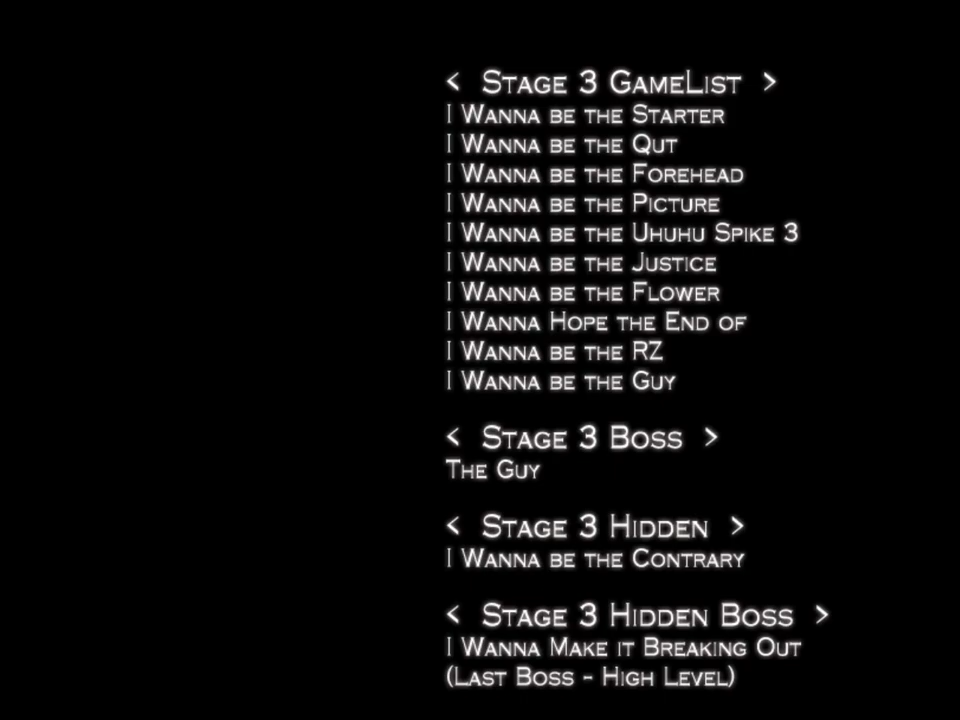 < Stage 3 GameList >
I Wanna be the Starter
I Wanna be the Qut
I Wanna be the Forehead
I Wanna be the Picture
I Wanna be the Uhuhu Spike 3
I Wanna be the Justice
I Wanna be the Flower
I Wanna Hope the End of
I Wanna be the RZ
I Wanna be the Guy
< Stage 3 Boss >
The Guy
< Stage 3 Hidden >
I Wanna be the Contrary
< Stage 3 Hidden Boss >
I Wanna Make it Breaking Out
(Last Boss - High Level)